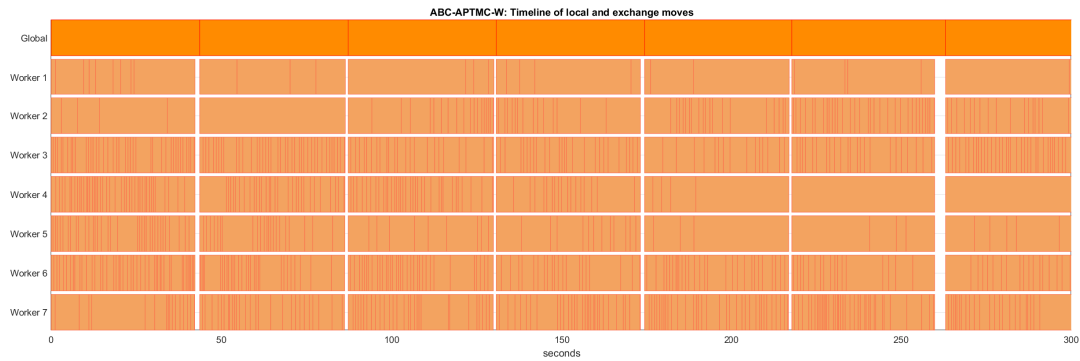 ABC-APTMC-W: Timeline of local and exchange moves
Global
Worker 1
Worker 2
Worker 3
Worker 4
Worker 5
Worker 6
Worker 7
0 50 100 150 200 250 300
seconds